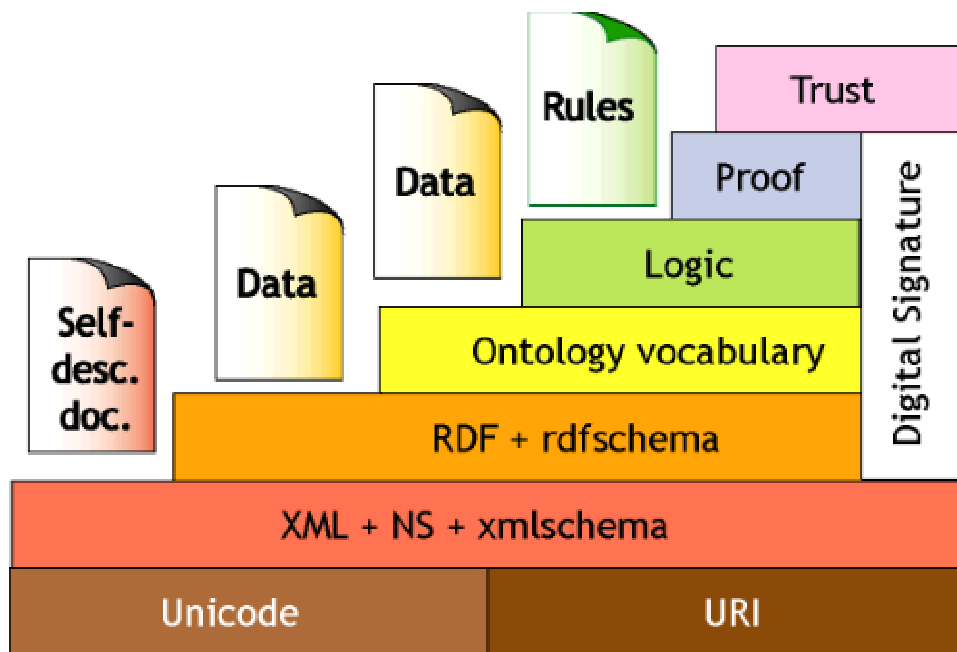 Rules
Trust
Data
Proof
Data
Logic
Self-
desc.
doc.
Ontology vocabulary
Digital Signature
RDF + rdfschema
XML + NS + xmlschema
Unicode
URI